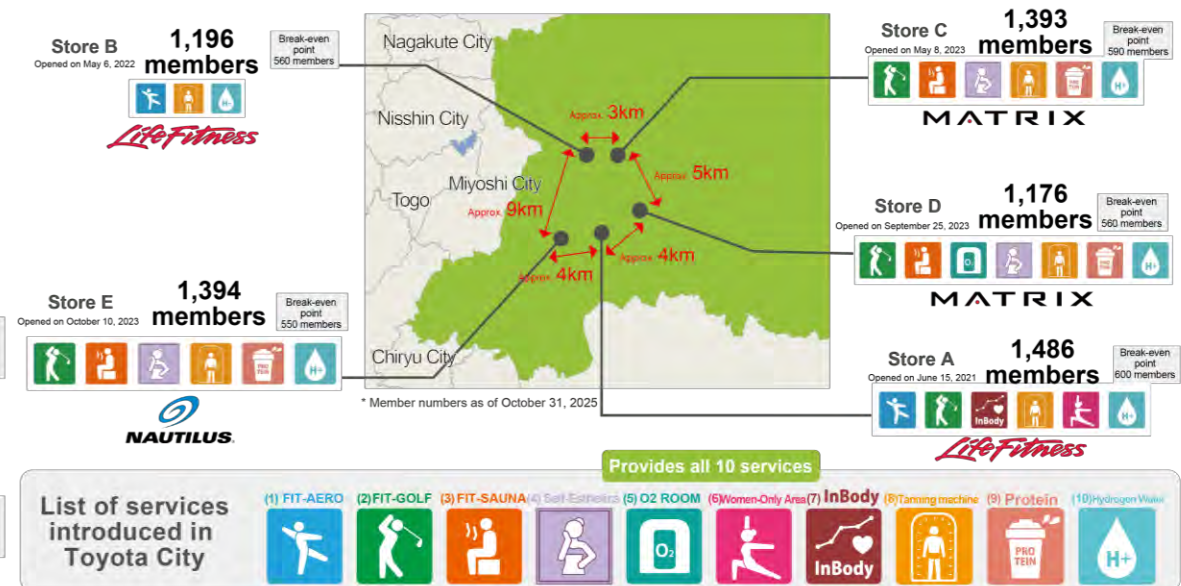 Store B
Opened on May 6, 2022
1,196
members
Break-even
point
560 members
LifeFitness
Store C
Opened on May 8, 2023
1,393
members
Break-even
point
590 members
MATRIX
Store D
Opened on September 25, 2023
1,176
members
Break-even
point
560 members
O2
PRO
TEIN
H+
MATRIX
Store E
Opened on October 10, 2023
1,394
members
Break-even
point
550 members
PRO
TEIN
H+
NAUTILUS.
Store A
Opened on June 15, 2021
1,486
members
Break-even
point
600 members
InBody
H+
LifeFitness
Nagakute City
Nisshin City
Miyoshi City
Togo
Chiryu City
Approx. 3km
Approx. 5km
Approx. 9km
Approx. 4km
Approx. 4km
* Member numbers as of October 31, 2025
Provides all 10 services
List of services
introduced in
Toyota City
(1) FIT-AERO
(2)FIT-GOLF
(3) FIT-SAUNA
(4) Self-Esthetics
(5) O2 ROOM
(6)Women-Only Area
(7) InBody
(8)Tanning machine
(9) Protein
(10)Hydrogen Water
O2
InBody
PRO
TEIN
H+